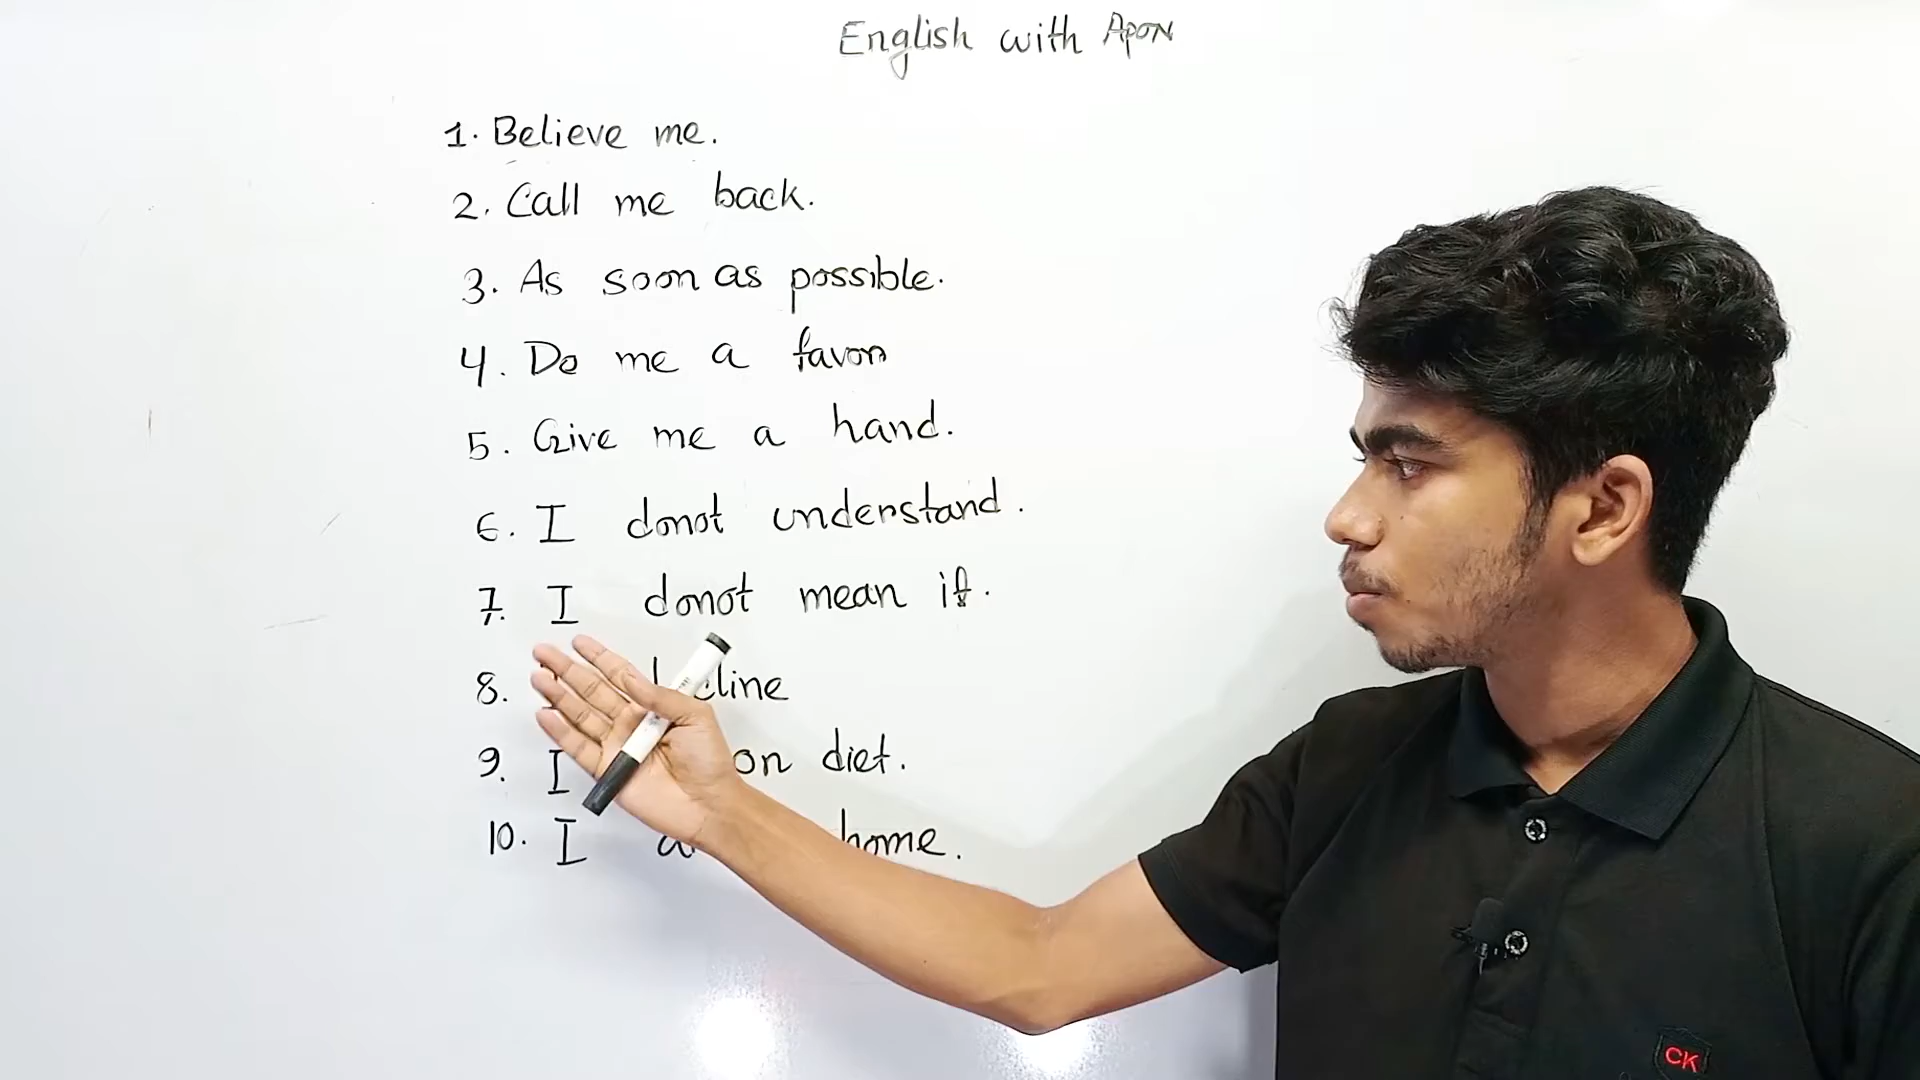 English with Apon
1. Believe me.
2. Call me back.
3. As soon as possible.
4. Do me a favor
5. Give me a hand.
6. I donot understand.
7. I donot mean it.
8.
9. I on diet.
10. I home.
CK